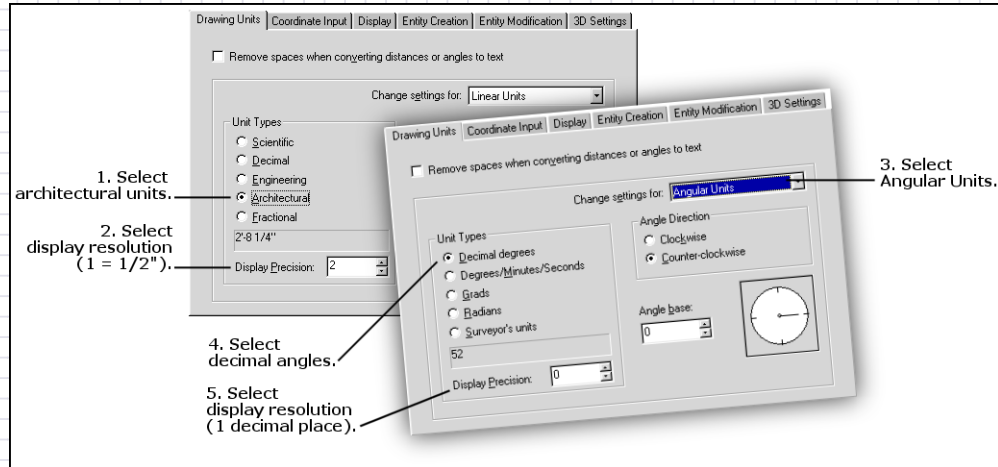 Drawing Units Coordinate Input Display Entity Creation Entity Modification 3D Settings
Remove spaces when converting distances or angles to text
Change settings for: Linear Units
Unit Types
Scientific
Decimal
Engineering
Architectural
Fractional
2'-8 1/4"
Display Precision: 2
1. Select
architectural units.
2. Select
display resolution
(1 = 1/2").
Drawing Units Coordinate Input Display Entity Creation Entity Modification 3D Settings
Remove spaces when converting distances or angles to text
Change settings for: Angular Units
Unit Types
Decimal degrees
Degrees/Minutes/Seconds
Grads
Radians
Surveyor's units
52
Display Precision: 0
Angle Direction
Clockwise
Counter-clockwise
Angle base:
0
3. Select
Angular Units.
4. Select
decimal angles.
5. Select
display resolution
(1 decimal place).